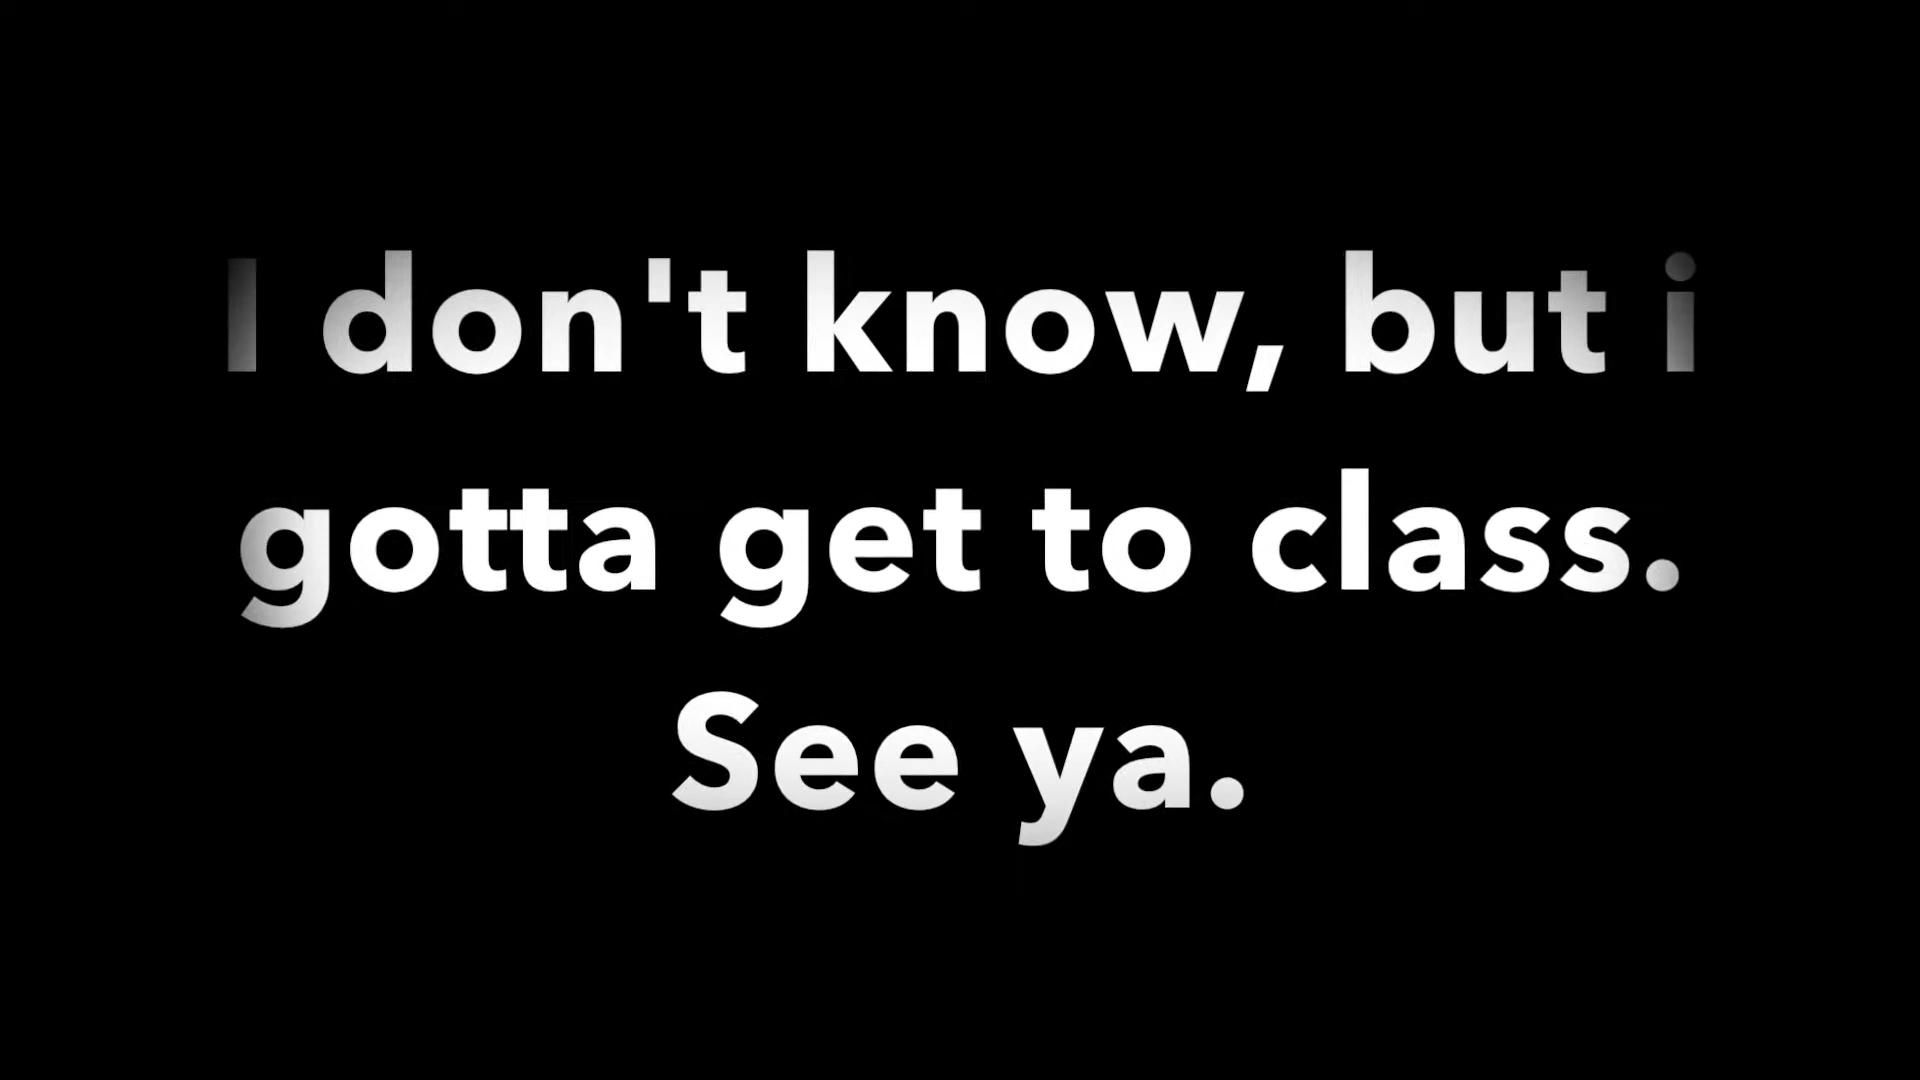 I don't know, but i
gotta get to class.
See ya.